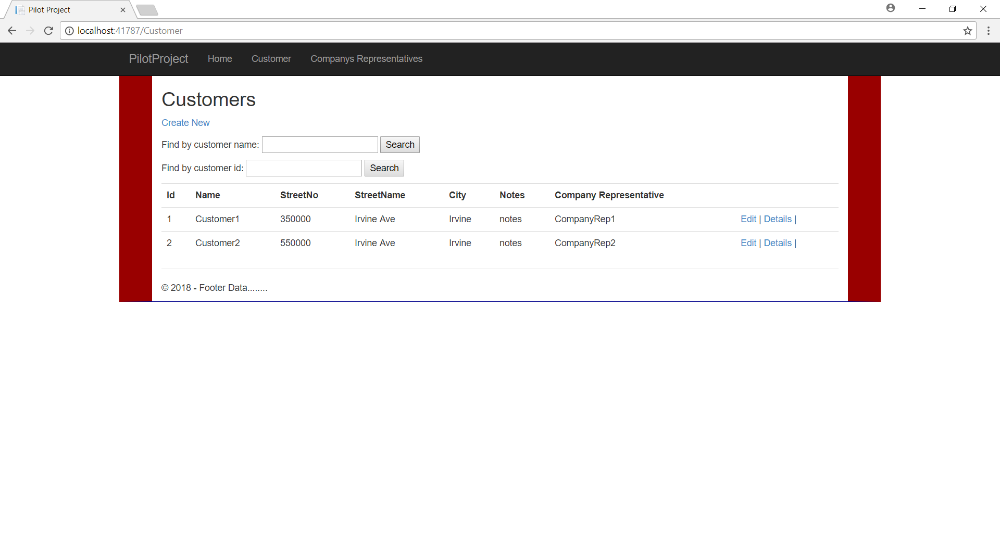 Pilot Project
localhost:41787/Customer
PilotProject Home Customer Companys Representatives
Customers
Create New
Find by customer name: Search
Find by customer id: Search
Id Name StreetNo StreetName City Notes Company Representative
1 Customer1 350000 Irvine Ave Irvine notes CompanyRep1 Edit | Details |
2 Customer2 550000 Irvine Ave Irvine notes CompanyRep2 Edit | Details |
© 2018 - Footer Data........